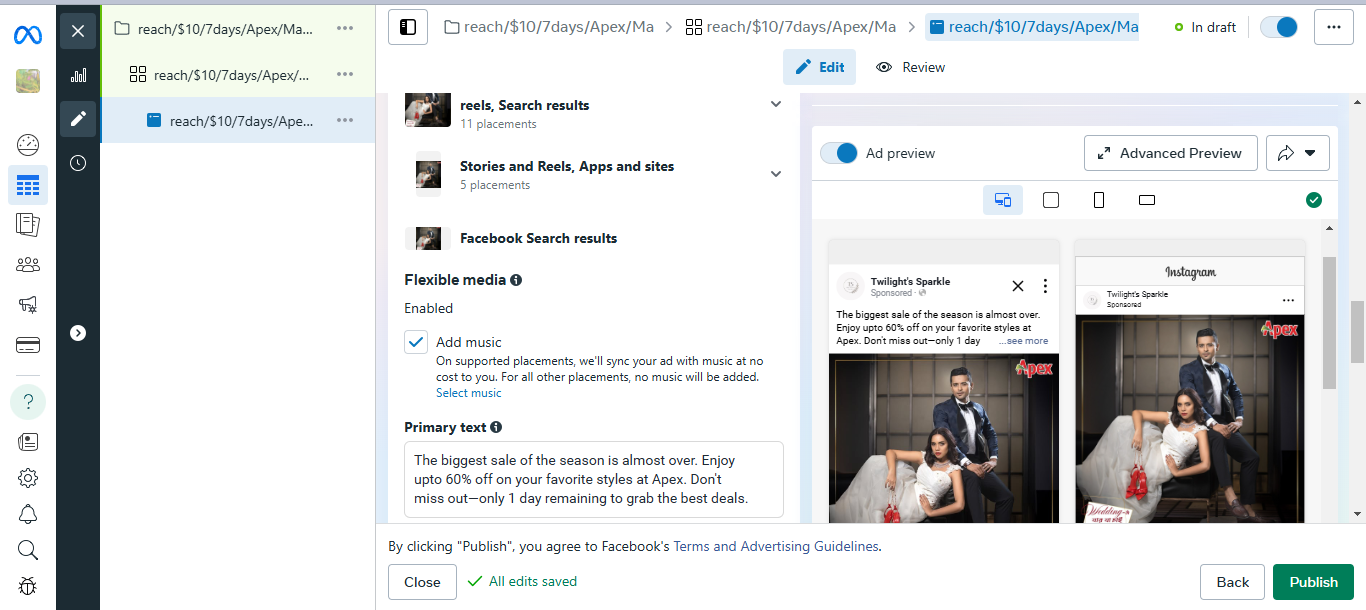 reach/$10/7days/Apex/Ma...
reach/$10/7days/Apex/...
reach/$10/7days/Ape...
reach/$10/7days/Apex/Ma
reach/$10/7days/Apex/Ma
reach/$10/7days/Apex/Ma
In draft
Edit
Review
reels, Search results
11 placements
Stories and Reels, Apps and sites
5 placements
Facebook Search results
Flexible media
Enabled
Add music
On supported placements, we'll sync your ad with music at no
cost to you. For all other placements, no music will be added.
Select music
Primary text
The biggest sale of the season is almost over. Enjoy
upto 60% off on your favorite styles at Apex. Don't
miss out—only 1 day remaining to grab the best deals.
Ad preview
Advanced Preview
Twilight's Sparkle
Sponsored ·
The biggest sale of the season is almost over.
Enjoy upto 60% off on your favorite styles at
Apex. Don't miss out—only 1 day
...see more
Apex
Instagram
Twilight's Sparkle
Sponsored
Apex
By clicking "Publish", you agree to Facebook's Terms and Advertising Guidelines.
Close
All edits saved
Back
Publish